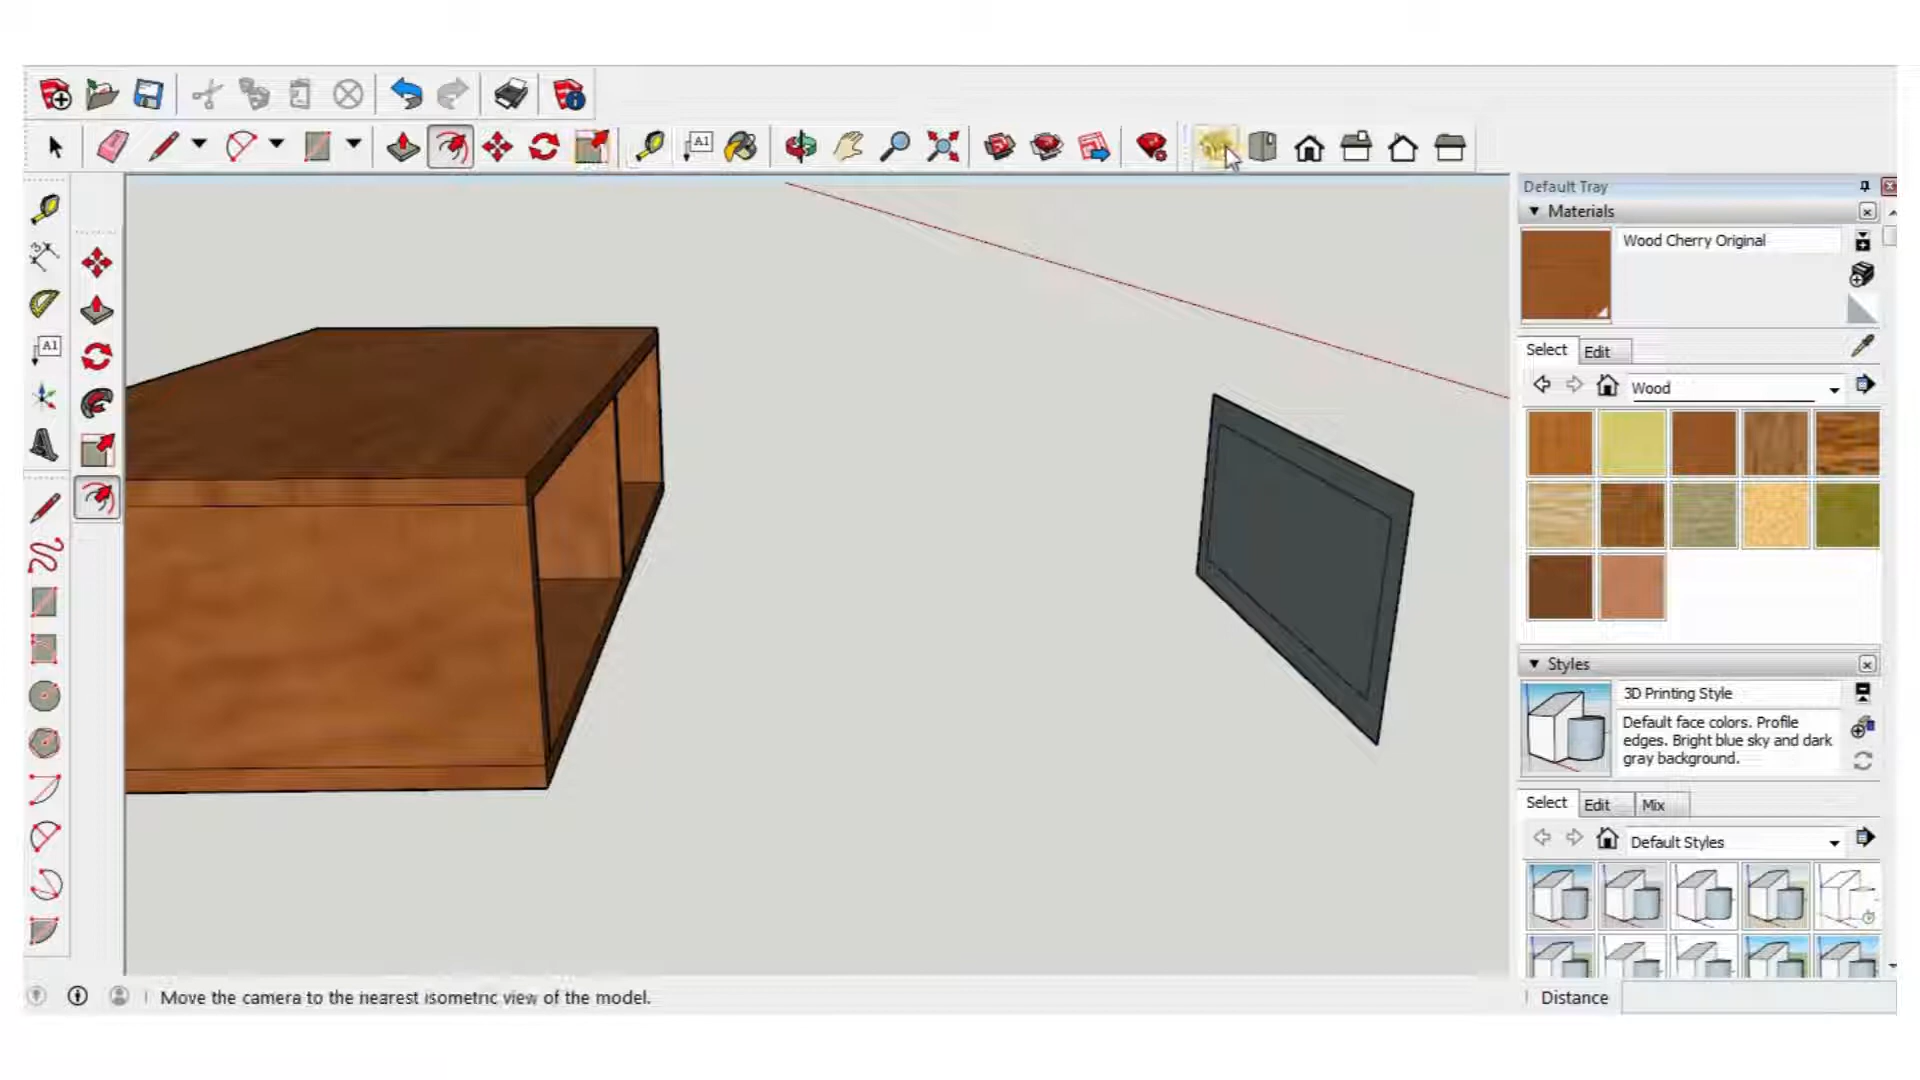 A1
Default Tray
Materials
Wood Cherry Original
A1
Select Edit
Wood
Styles
3D Printing Style
Default face colors. Profile
edges. Bright blue sky and dark
gray background.
Select Edit Mix
Default Styles
Move the camera to the nearest isometric view of the model.
Distance